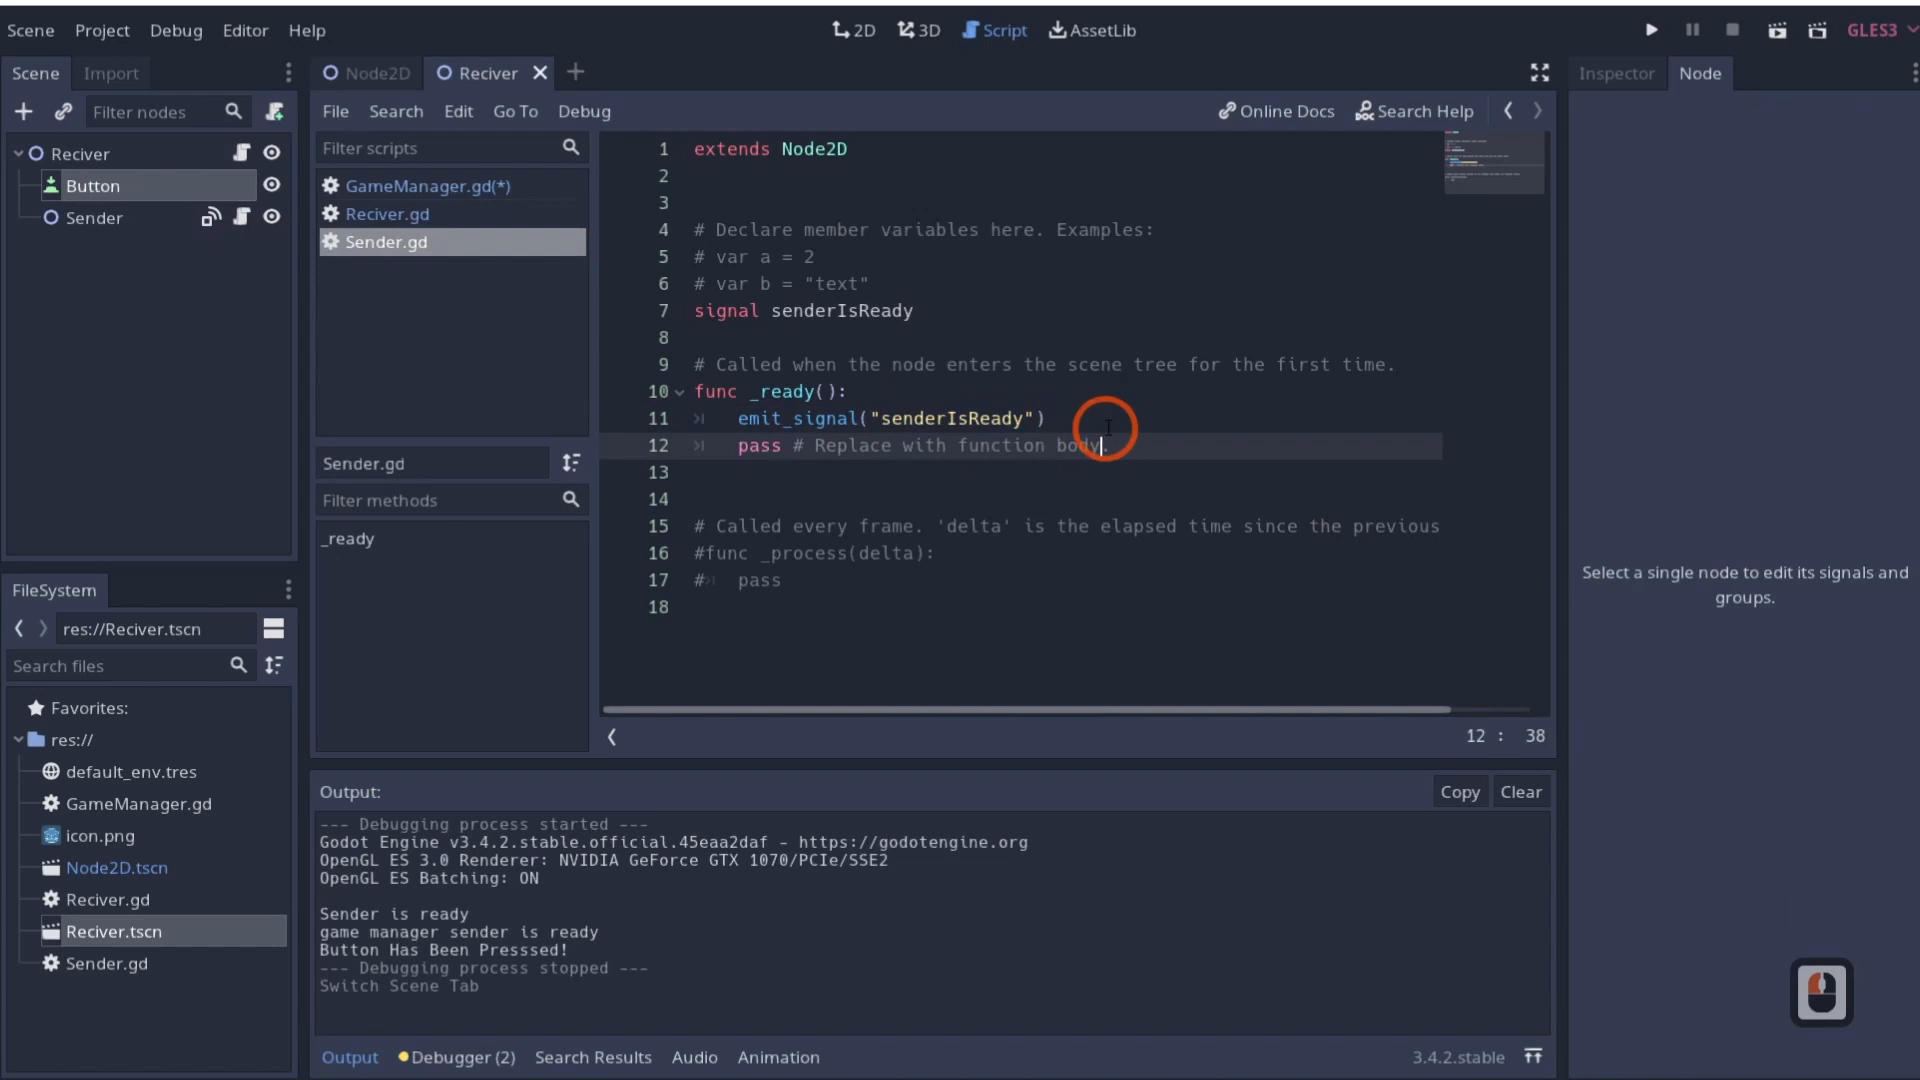 Scene Project Debug Editor Help
2D 3D Script AssetLib
GLES3
Scene Import
Node2D Reciver
Inspector Node
Filter nodes
File Search Edit Go To Debug
Online Docs Search Help
Reciver
Button
Sender
Filter scripts
GameManager.gd(*)
Reciver.gd
Sender.gd
Sender.gd
Filter methods
_ready
1 extends Node2D
2
3
4 # Declare member variables here. Examples:
5 # var a = 2
6 # var b = "text"
7 signal senderIsReady
8
9 # Called when the node enters the scene tree for the first time.
10 func _ready():
11 emit_signal("senderIsReady")
12 pass # Replace with function body.
13
14
15 # Called every frame. 'delta' is the elapsed time since the previous
16 #func _process(delta):
17 # pass
18
12 : 38
Select a single node to edit its signals and
groups.
FileSystem
res://Reciver.tscn
Search files
Favorites:
res://
default_env.tres
GameManager.gd
icon.png
Node2D.tscn
Reciver.gd
Reciver.tscn
Sender.gd
Output:
Copy Clear
--- Debugging process started ---
Godot Engine v3.4.2.stable.official.45eaa2daf - https://godotengine.org
OpenGL ES 3.0 Renderer: NVIDIA GeForce GTX 1070/PCIe/SSE2
OpenGL ES Batching: ON
Sender is ready
game manager sender is ready
Button Has Been Presssed!
--- Debugging process stopped ---
Switch Scene Tab
Output Debugger (2) Search Results Audio Animation
3.4.2.stable